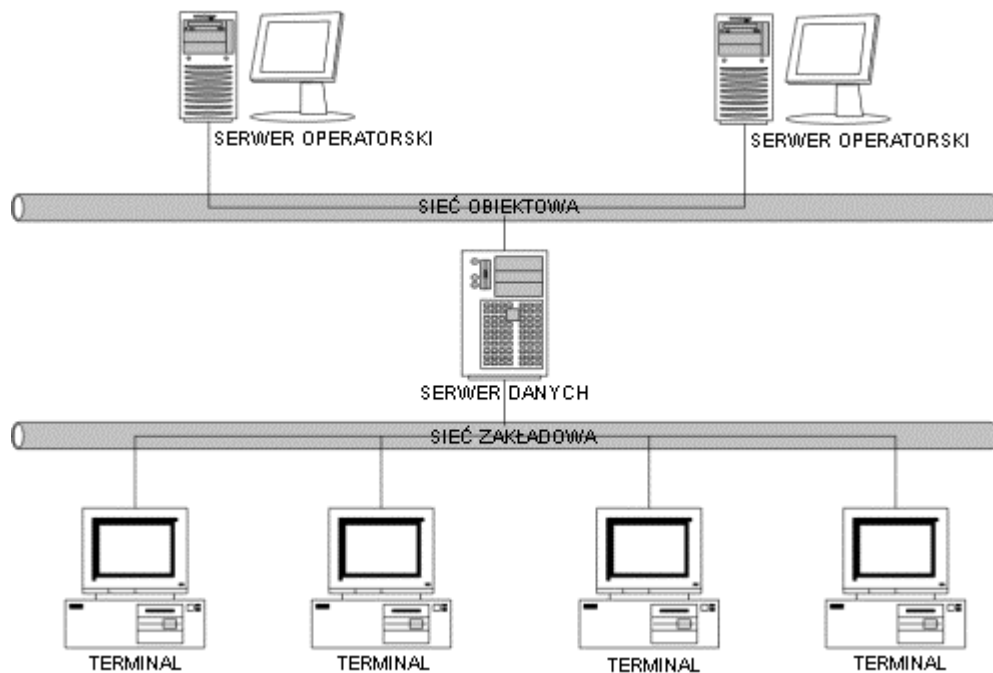 SERWER OPERATORSKI
SERWER OPERATORSKI
SIEĆ OBIEKTOWA
SERWER DANYCH
SIEĆ ZAKŁADOWA
TERMINAL
TERMINAL
TERMINAL
TERMINAL